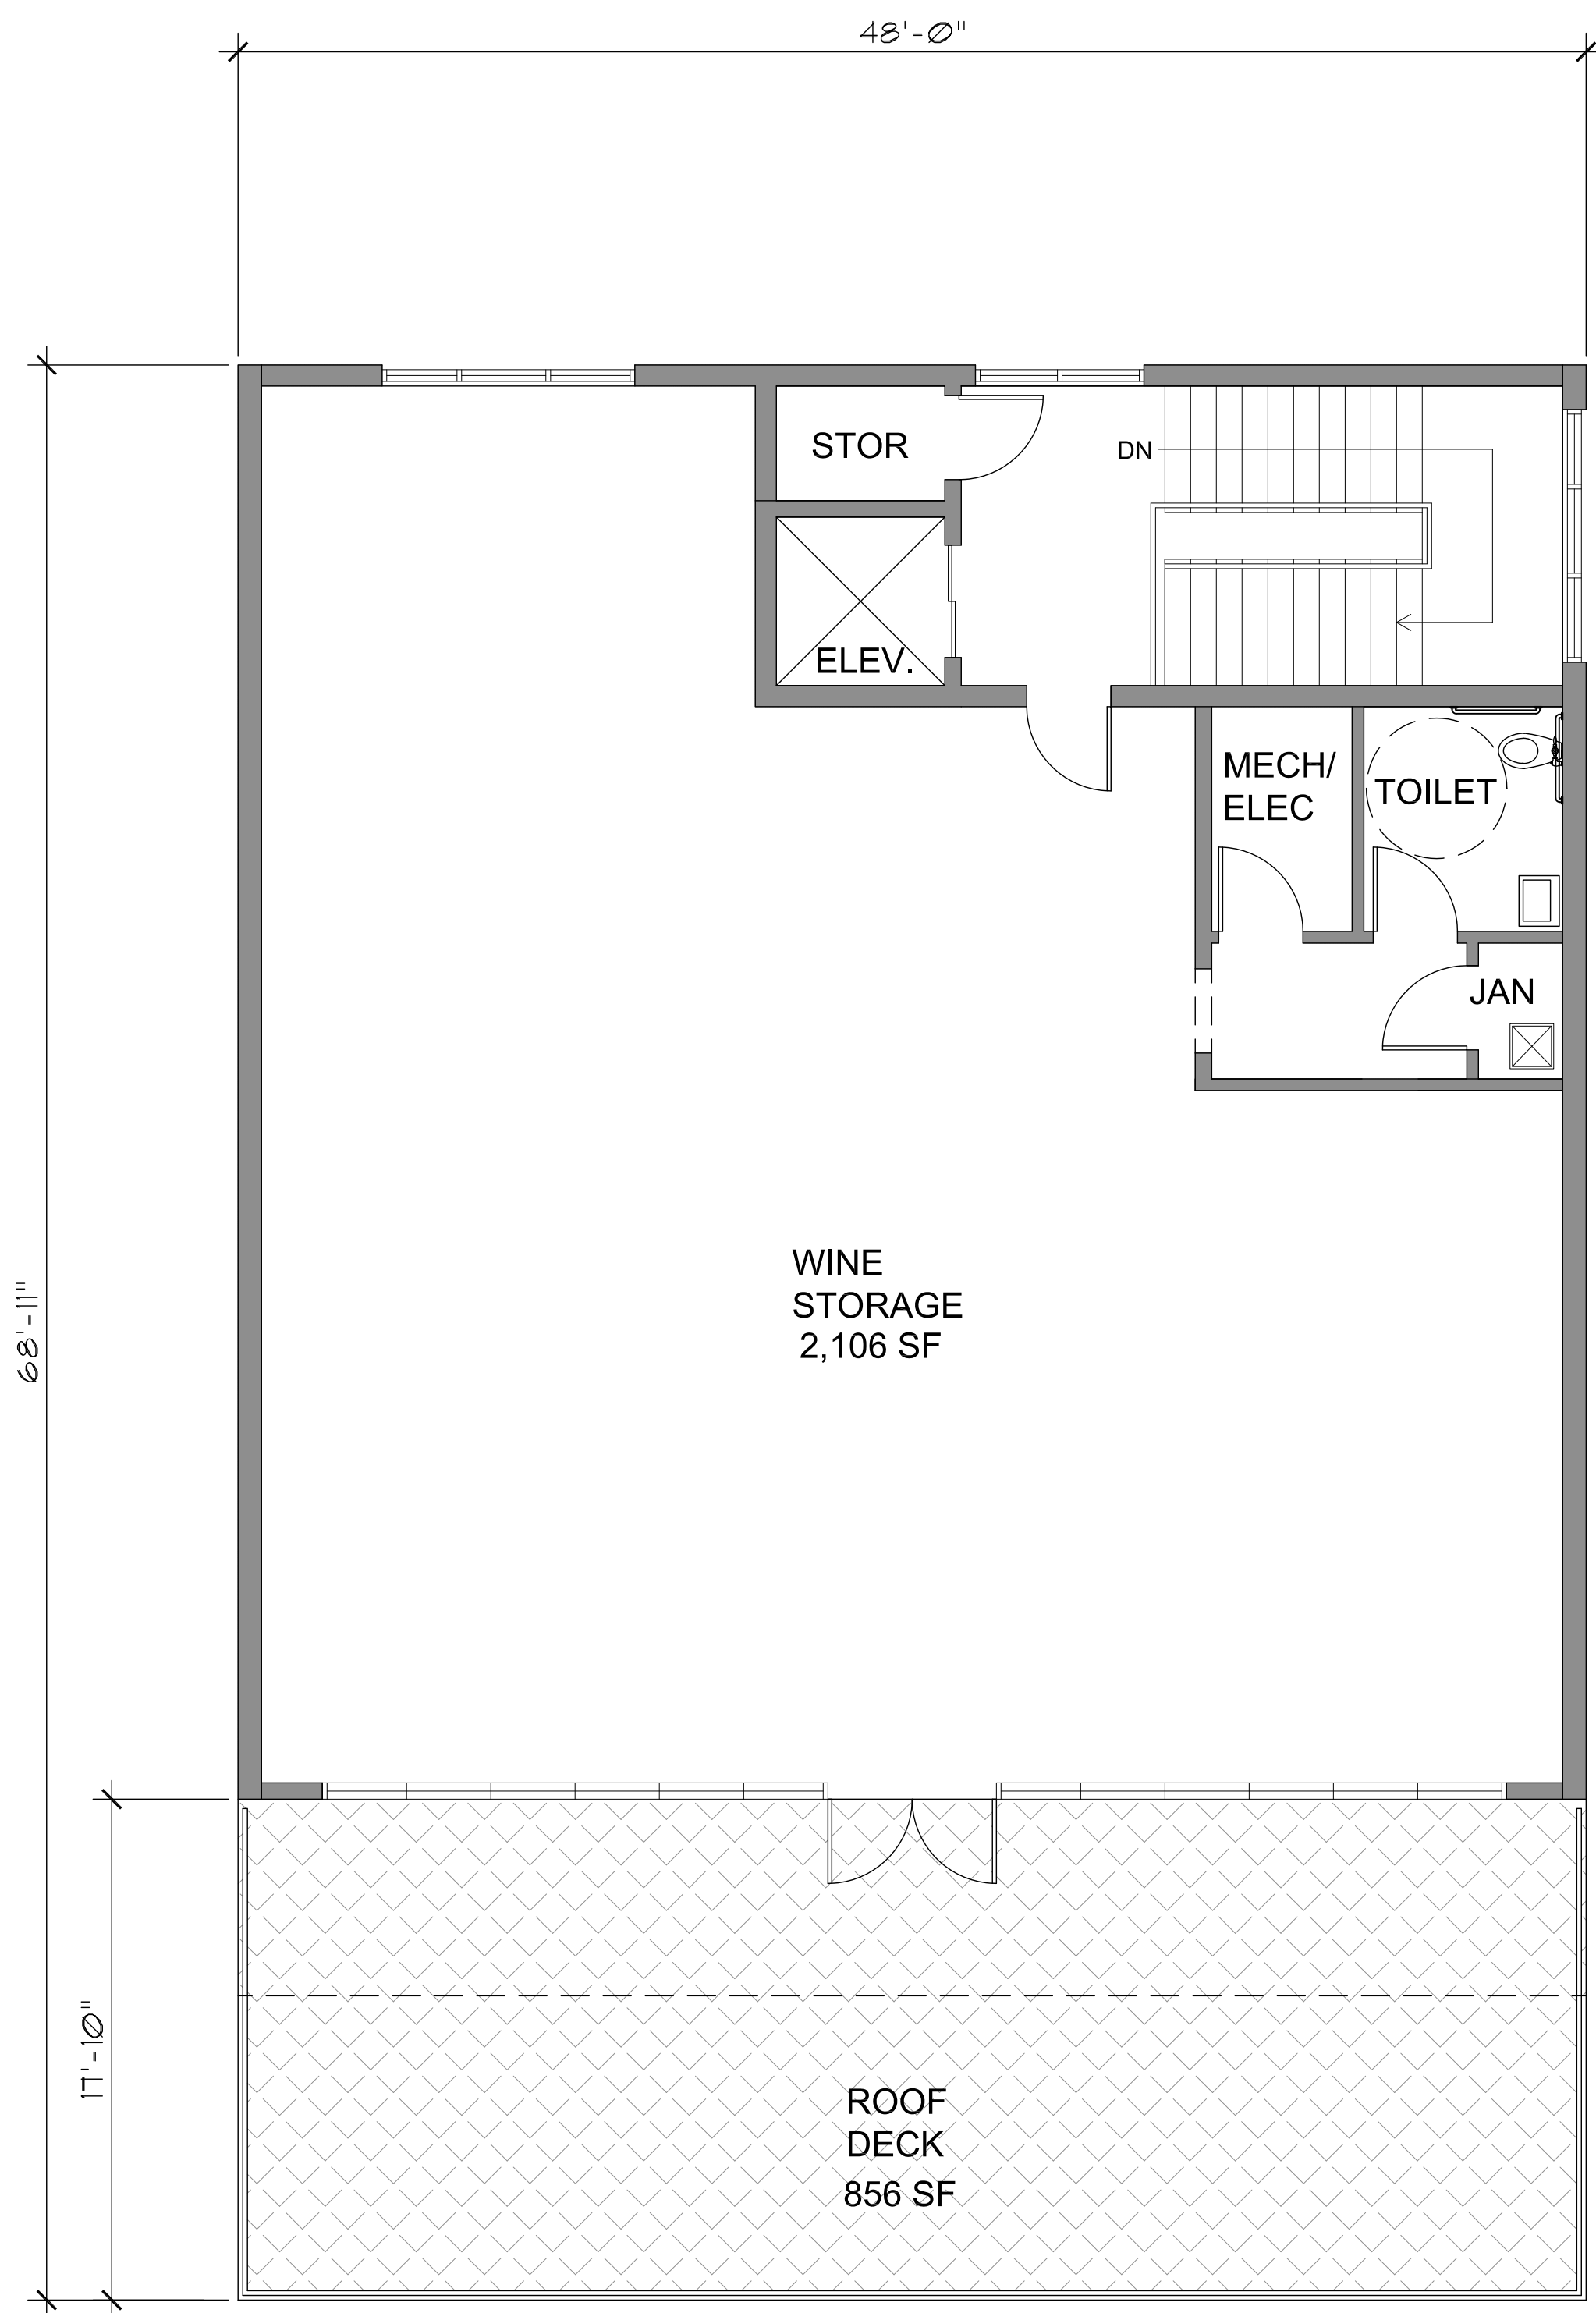 48'-0"
STOR
DN
ELEV.
MECH/
ELEC
TOILET
JAN
WINE
STORAGE
2,106 SF
68'-11"
17'-10"
ROOF
DECK
856 SF